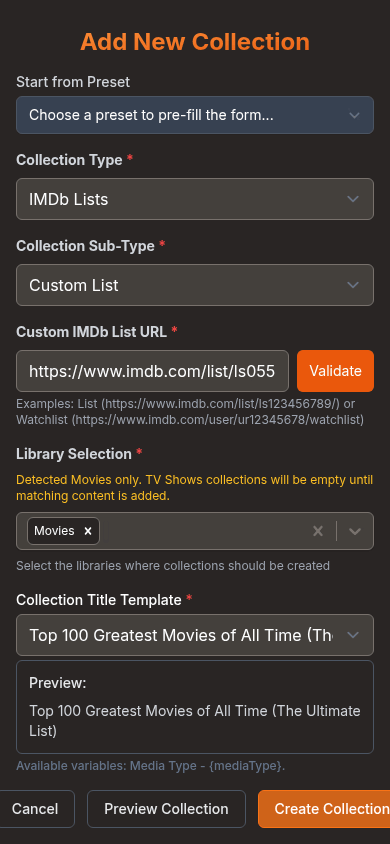 Add New Collection
Start from Preset
Choose a preset to pre-fill the form...
Collection Type *
IMDb Lists
Collection Sub-Type *
Custom List
Custom IMDb List URL *
https://www.imdb.com/list/ls055
Validate
Examples: List (https://www.imdb.com/list/ls123456789/) or
Watchlist (https://www.imdb.com/user/ur12345678/watchlist)
Library Selection *
Detected Movies only. TV Shows collections will be empty until
matching content is added.
Movies ×
Select the libraries where collections should be created
Collection Title Template *
Top 100 Greatest Movies of All Time (The
Preview:
Top 100 Greatest Movies of All Time (The Ultimate
List)
Available variables: Media Type - {mediaType}.
Cancel
Preview Collection
Create Collection